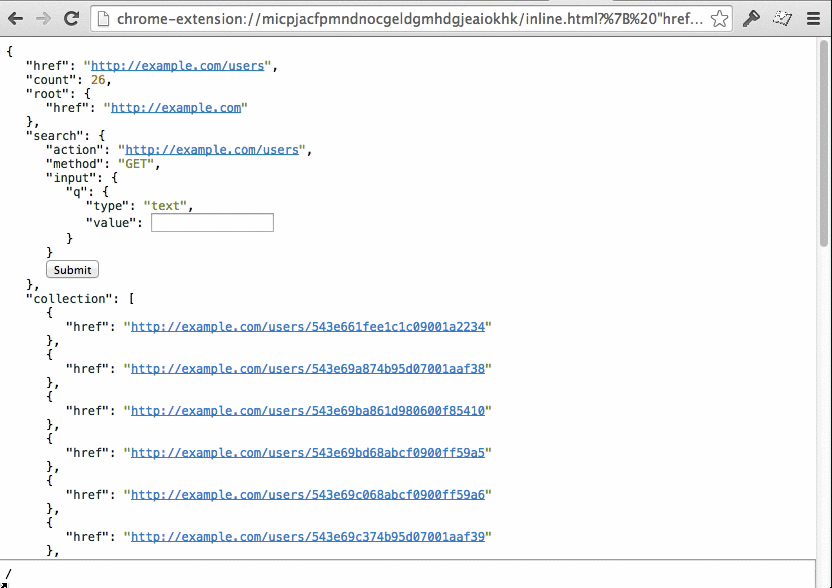 chrome-extension://micpjacfpmndnocgeldgmhdgjeaiokhk/inline.html?%7B%20"href...
{
"href": "http://example.com/users",
"count": 26,
"root": {
"href": "http://example.com"
},
"search": {
"action": "http://example.com/users",
"method": "GET",
"input": {
"q": {
"type": "text",
"value":
}
}
Submit
},
"collection": [
{
"href": "http://example.com/users/543e661fee1c1c09001a2234"
},
{
"href": "http://example.com/users/543e69a874b95d07001aaf38"
},
{
"href": "http://example.com/users/543e69ba861d980600f85410"
},
{
"href": "http://example.com/users/543e69bd68abcf0900ff59a5"
},
{
"href": "http://example.com/users/543e69c068abcf0900ff59a6"
},
{
"href": "http://example.com/users/543e69c374b95d07001aaf39"
},
/